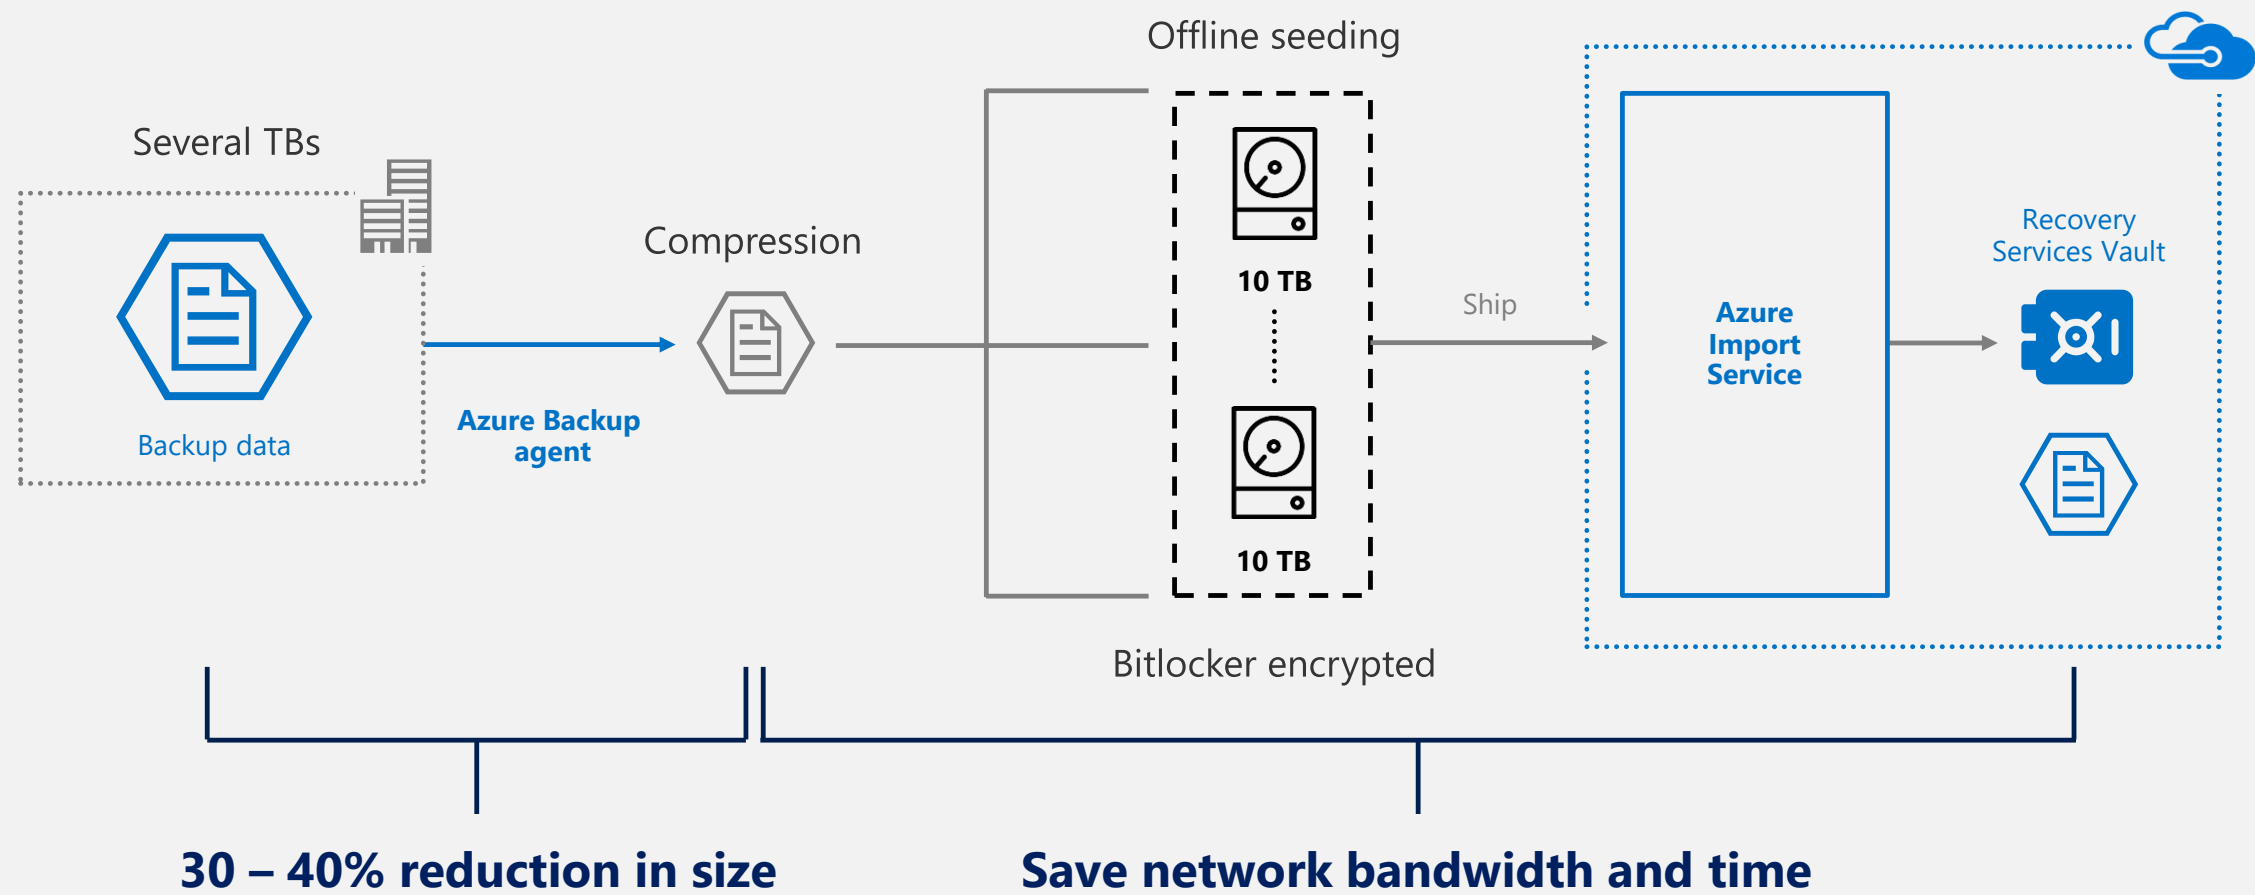 Offline seeding
Several TBs
Compression
Recovery
Services Vault
10 TB
Ship
Azure
Import
Service
Azure Backup
agent
Backup data
10 TB
Bitlocker encrypted
30 – 40% reduction in size
Save network bandwidth and time